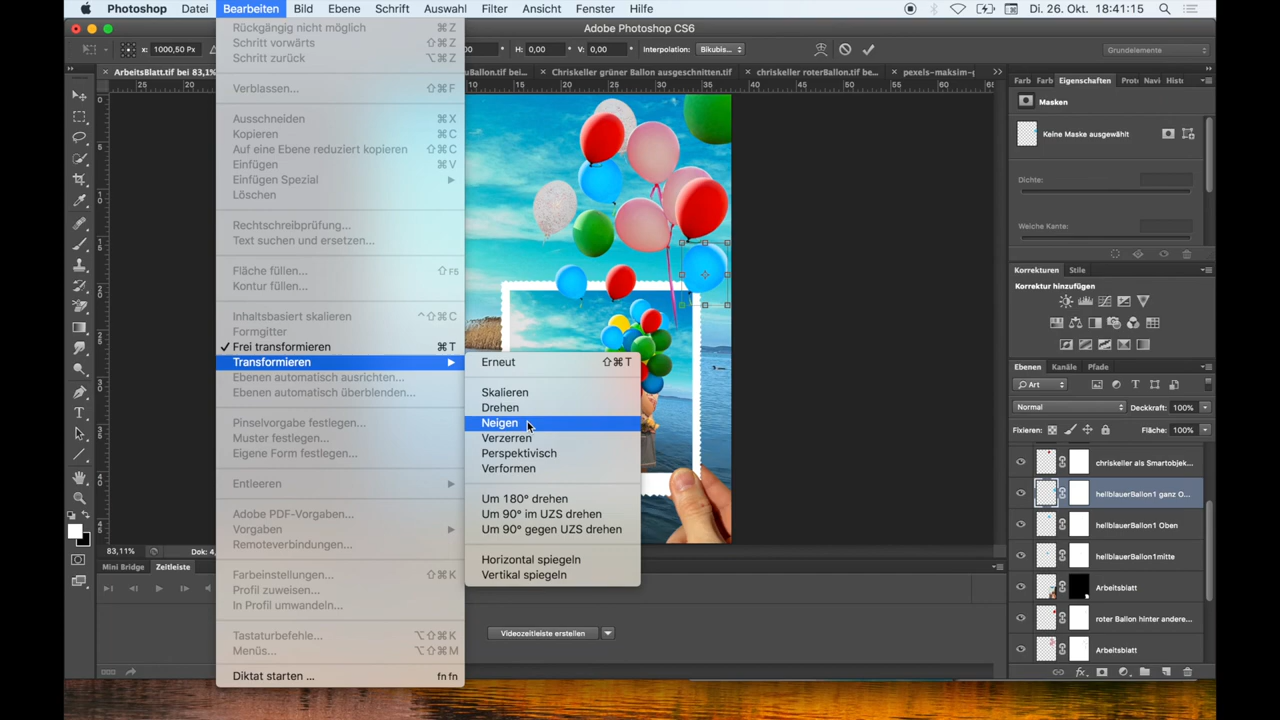 Photoshop Datei Bearbeiten Bild Ebene Schrift Auswahl Filter Ansicht Fenster Hilfe Di. 26. Okt. 18:41:15
Adobe Photoshop CS6
x: 1000,50 Px H: 0,00 ° V: 0,00 ° Interpolation: Bikubis... Grundelemente
× ArbeitsBlatt.tif bei 83,1% × Chriskeller grüner Ballon ausgeschnitten.tif × chriskeller roterBallon.tif be... × pexels-maksim-g
Rückgängig nicht möglich ⌘Z
Schritt vorwärts ⇧⌘Z
Schritt zurück ⌥⌘Z
Verblassen... ⇧⌘F
Ausschneiden ⌘X
Kopieren ⌘C
Auf eine Ebene reduziert kopieren ⇧⌘C
Einfügen ⌘V
Einfügen Spezial
Löschen
Rechtschreibprüfung...
Text suchen und ersetzen...
Fläche füllen... ⇧F5
Kontur füllen...
Inhaltsbasiert skalieren ⌃⇧⌘C
Formgitter
✓ Frei transformieren ⌘T
Transformieren
Ebenen automatisch ausrichten...
Ebenen automatisch überblenden...
Pinselvorgabe festlegen...
Muster festlegen...
Eigene Form festlegen...
Entleeren
Adobe PDF-Vorgaben...
Vorgaben
Remoteverbindungen...
Farbeinstellungen... ⇧⌘K
Profil zuweisen...
In Profil umwandeln...
Tastaturbefehle... ⌥⇧⌘K
Menüs... ⌥⇧⌘M
Diktat starten ... fn fn
Erneut ⇧⌘T
Skalieren
Drehen
Neigen
Verzerren
Perspektivisch
Verformen
Um 180° drehen
Um 90° im UZS drehen
Um 90° gegen UZS drehen
Horizontal spiegeln
Vertikal spiegeln
83,11% Dok: 4,
Mini Bridge Zeitleiste
Videozeitleiste erstellen
Farb Farb Eigenschaften Proto Navi Hist
Masken
Keine Maske ausgewählt
Dichte:
Weiche Kante:
Korrekturen Stile
Korrektur hinzufügen
Ebenen Kanäle Pfade
Art
Normal Deckkraft: 100%
Fixieren: Fläche: 100%
chriskeller als Smartobjek...
hellblauerBallon1 ganz O...
hellblauerBallon1 Oben
hellblauerBallon1mitte
Arbeitsblatt
roter Ballon hinter andere...
Arbeitsblatt